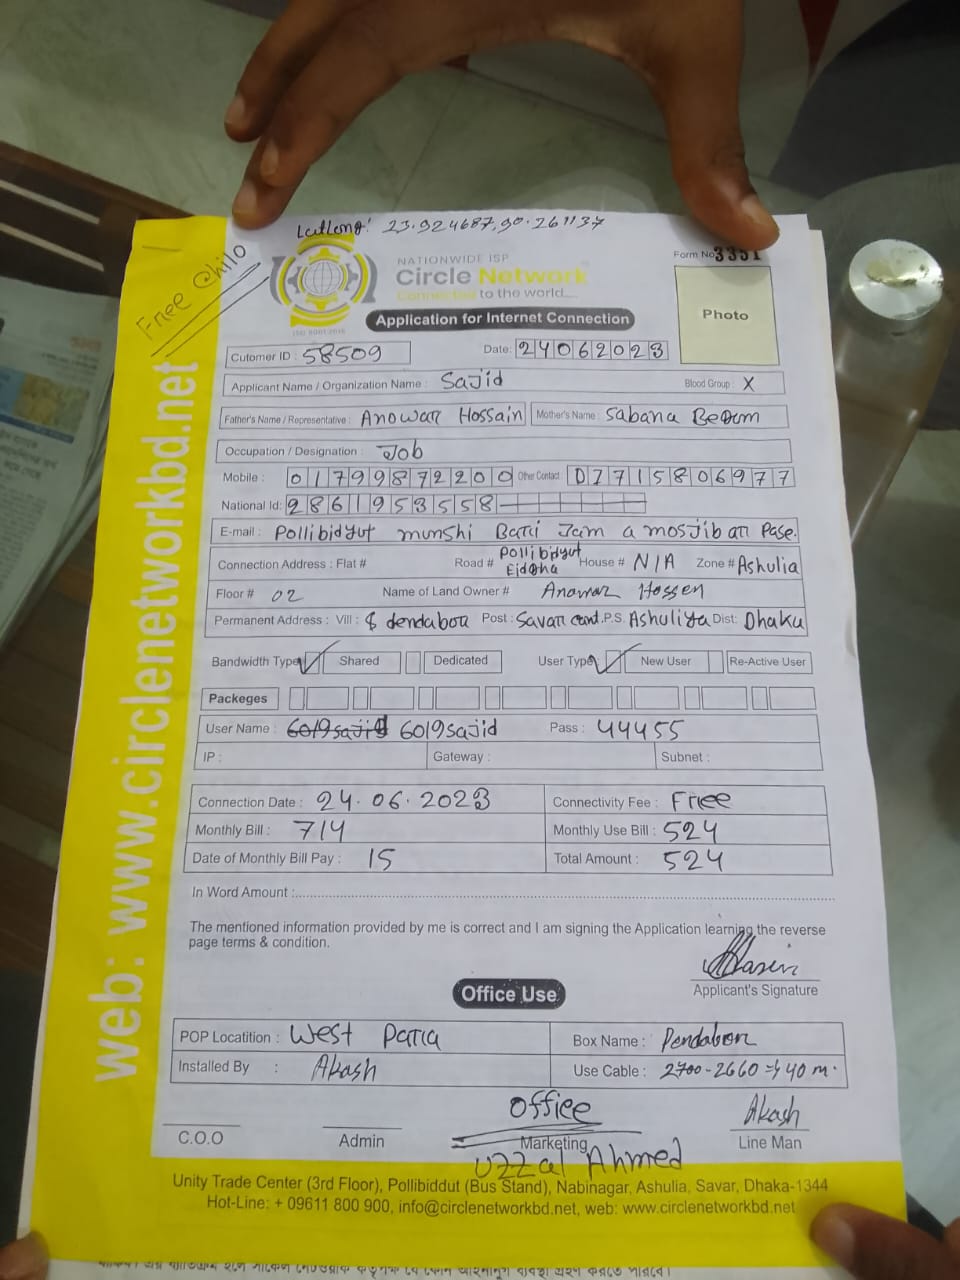 Latlong: 23.924687,90.261137
Free Chilo
NATIONWIDE ISP
Form No 3351
Circle Network
Connected to the world....
ISO 9001:2015
Photo
Application for Internet Connection
Cutomer ID : 58509 Date: 24062023
Applicant Name / Organization Name : Sajid Blood Group : X
Father's Name / Representative : Anowar Hossain Mother's Name : Sabana Begum
Occupation / Designation : Job
Mobile : 01799872200 Other Contact 01715806977
National Id: 2861953558
E-mail : Pollibidyut munshi Bari Jam a mosjib ar Pase.
Connection Address : Flat # Road # Pollibidyut Eidgha House # N/A Zone # Ashulia
Floor # 02 Name of Land Owner # Anowar Hossen
Permanent Address : Vill : dendabor Post : Savar cant. P.S. Ashuliya Dist: Dhaka
Bandwidth Type Shared Dedicated User Type New User Re-Active User
Packeges
User Name : 6019sajid 6019sajid Pass : 44455
IP : Gateway : Subnet :
Connection Date : 24.06.2023 Connectivity Fee : Free
Monthly Bill : 714 Monthly Use Bill : 524
Date of Monthly Bill Pay : 15 Total Amount : 524
In Word Amount :
The mentioned information provided by me is correct and I am signing the Application learning the reverse
page terms & condition.
Applicant's Signature
Office Use
POP Locatition : West Para Box Name : Dendabor
Installed By : Akash Use Cable : 2700-2660 => 40 m.
Office Akash
C.O.O Admin Marketing Line Man
Uzzal Ahmed
Unity Trade Center (3rd Floor), Pollibiddut (Bus Stand), Nabinagar, Ashulia, Savar, Dhaka-1344
Hot-Line: + 09611 800 900, info@circlenetworkbd.net, web: www.circlenetworkbd.net
web: www.circlenetworkbd.net